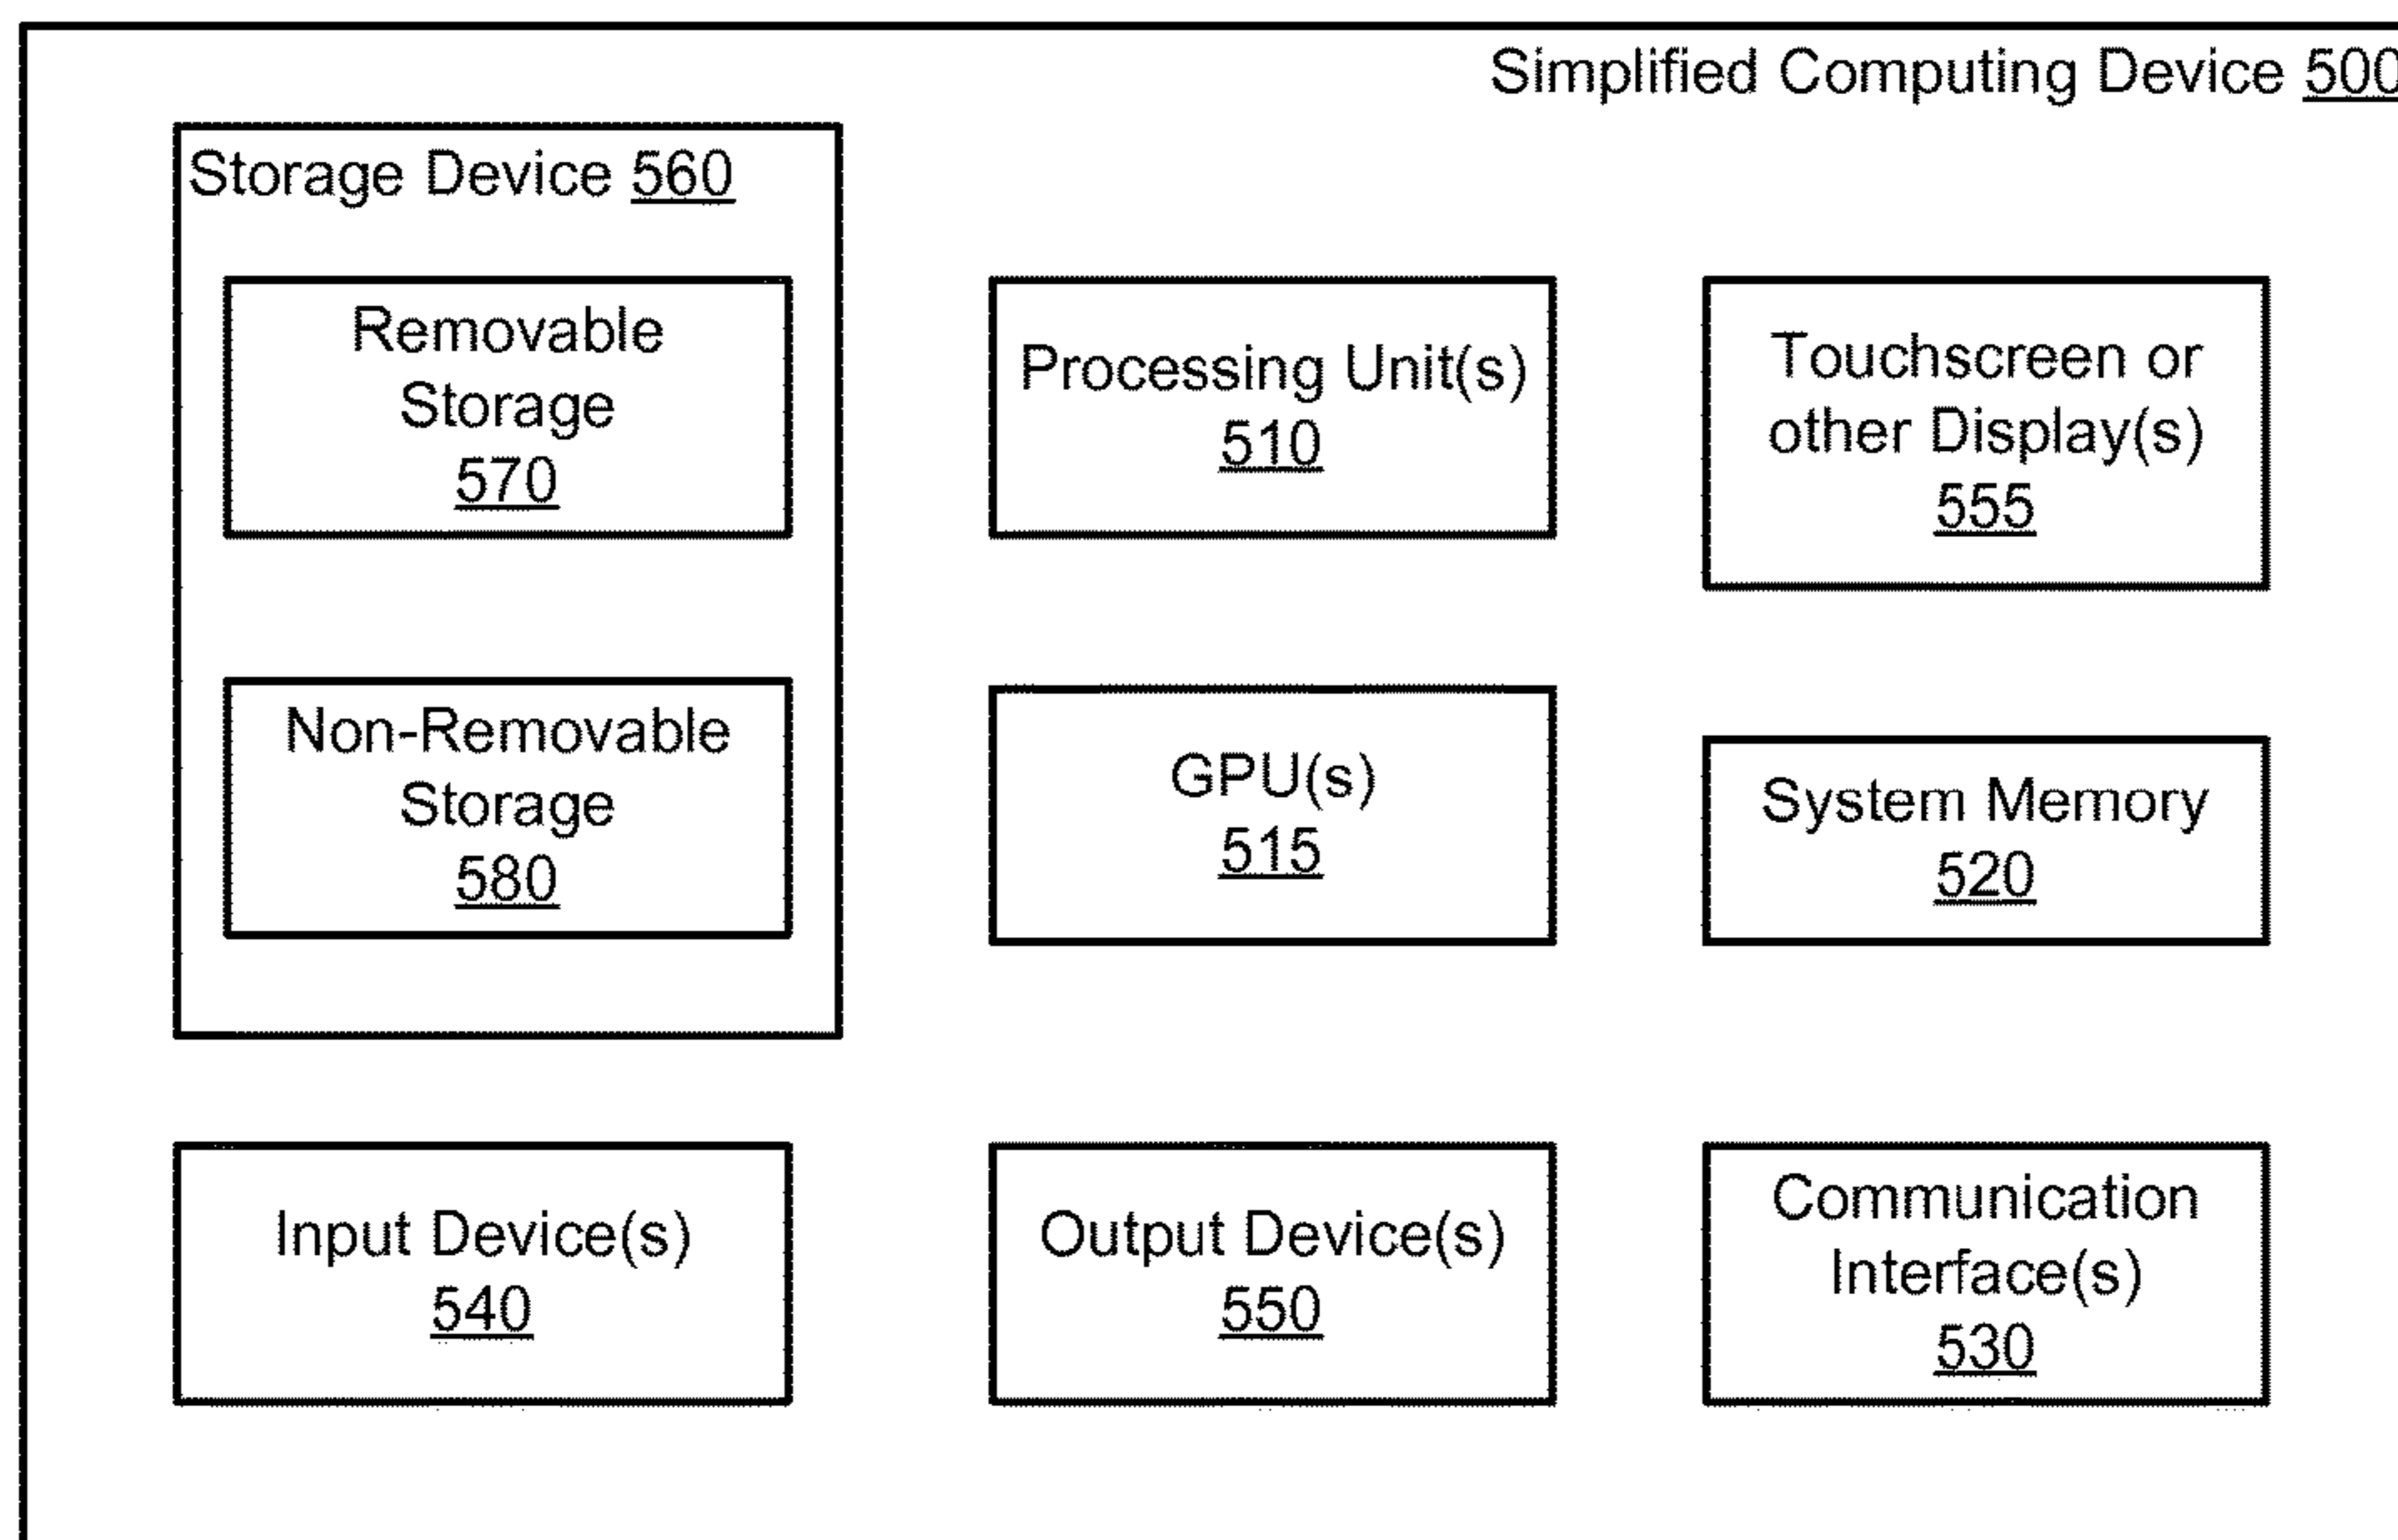 Simplified Computing Device 500
Storage Device 560
Removable
Storage
570
Processing Unit(s)
510
Touchscreen or
other Display(s)
555
Non-Removable
Storage
580
GPU(s)
515
System Memory
520
Input Device(s)
540
Output Device(s)
550
Communication
Interface(s)
530